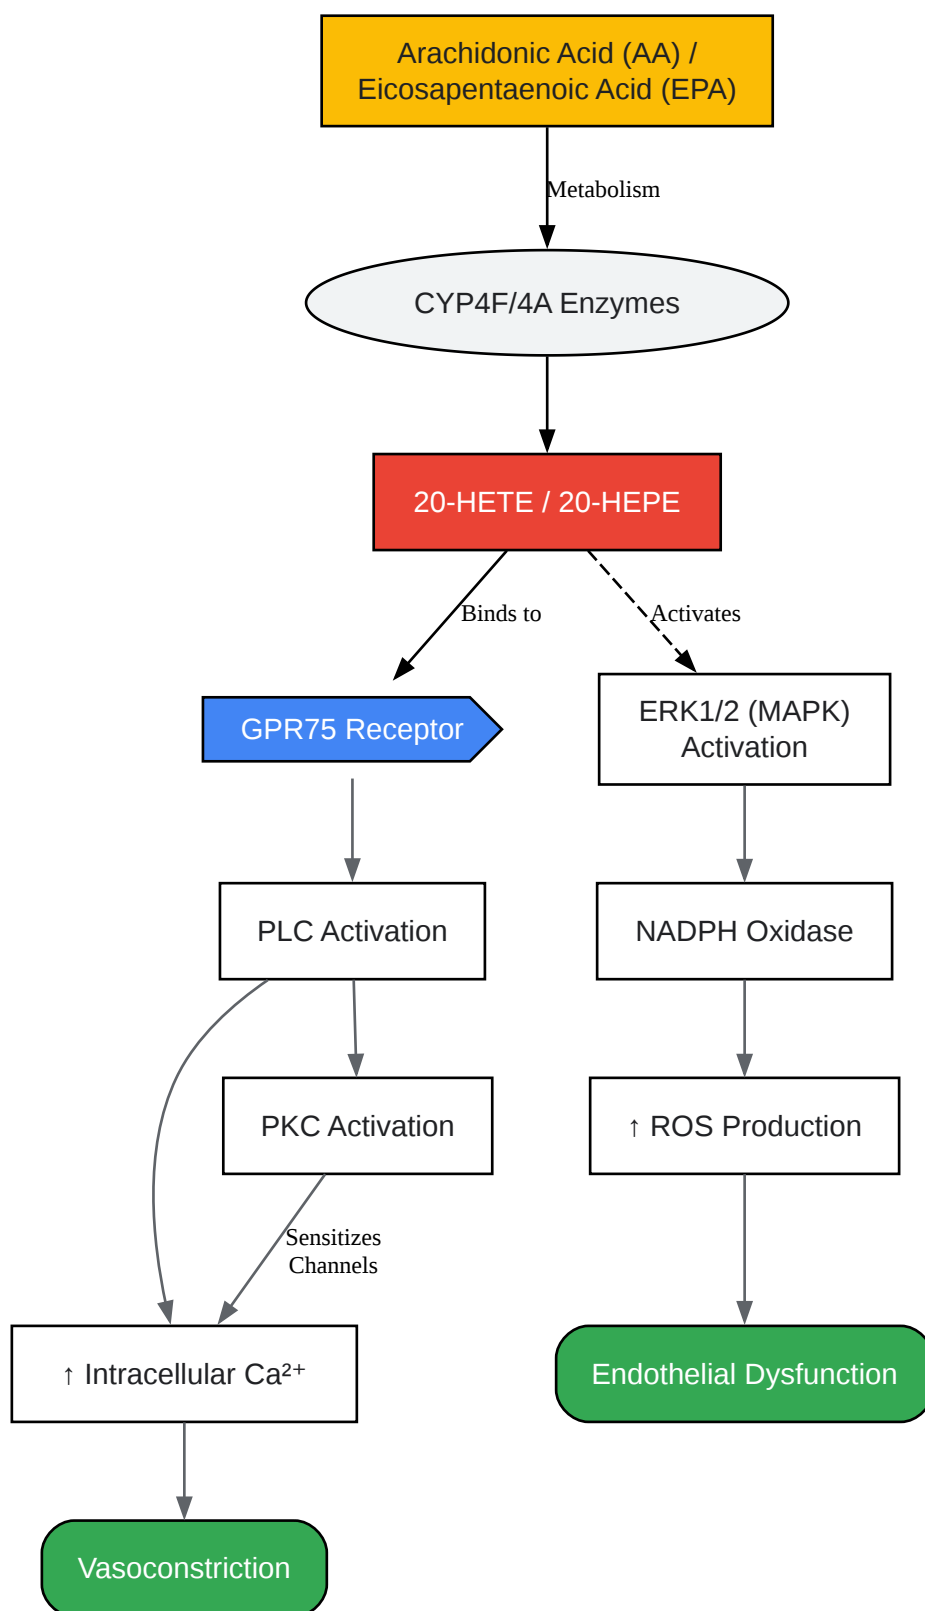 Arachidonic Acid (AA) /
Eicosapentaenoic Acid (EPA)
Metabolism
CYP4F/4A Enzymes
20-HETE / 20-HEPE
Binds to
Activates
GPR75 Receptor
ERK1/2 (MAPK)
Activation
PLC Activation
NADPH Oxidase
PKC Activation
↑ ROS Production
Sensitizes
Channels
↑ Intracellular Ca²⁺
Endothelial Dysfunction
Vasoconstriction